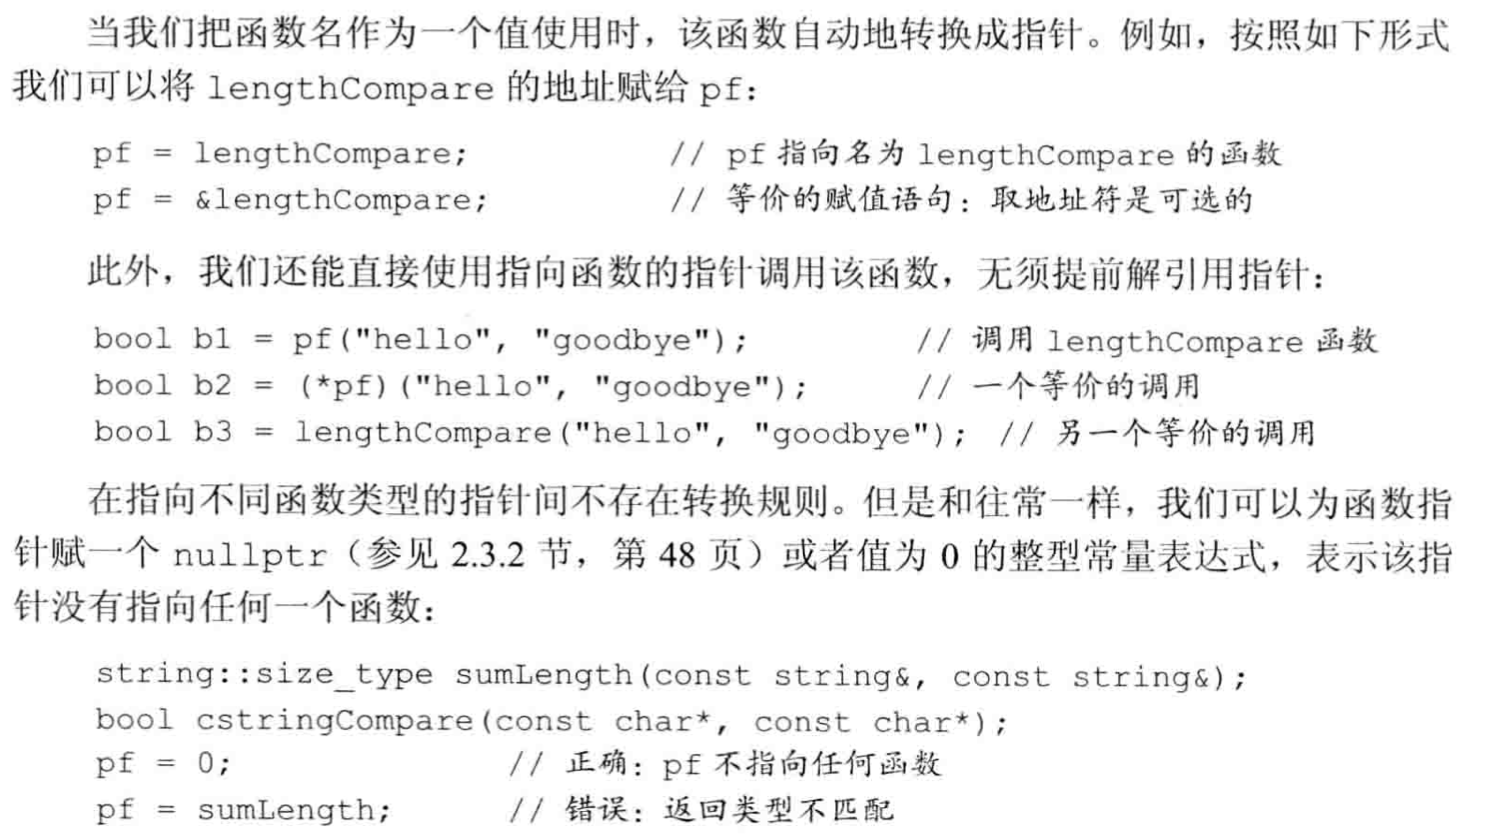 当我们把函数名作为一个值使用时，该函数自动地转换成指针。例如，按照如下形式
我们可以将 lengthCompare 的地址赋给 pf：
pf = lengthCompare; // pf 指向名为 lengthCompare 的函数
pf = &lengthCompare; // 等价的赋值语句：取地址符是可选的
此外，我们还能直接使用指向函数的指针调用该函数，无须提前解引用指针：
bool b1 = pf("hello", "goodbye"); // 调用 lengthCompare 函数
bool b2 = (*pf)("hello", "goodbye"); // 一个等价的调用
bool b3 = lengthCompare("hello", "goodbye"); // 另一个等价的调用
在指向不同函数类型的指针间不存在转换规则。但是和往常一样，我们可以为函数指
针赋一个 nullptr（参见 2.3.2 节，第 48 页）或者值为 0 的整型常量表达式，表示该指
针没有指向任何一个函数：
string::size_type sumLength(const string&, const string&);
bool cstringCompare(const char*, const char*);
pf = 0; // 正确：pf 不指向任何函数
pf = sumLength; // 错误：返回类型不匹配